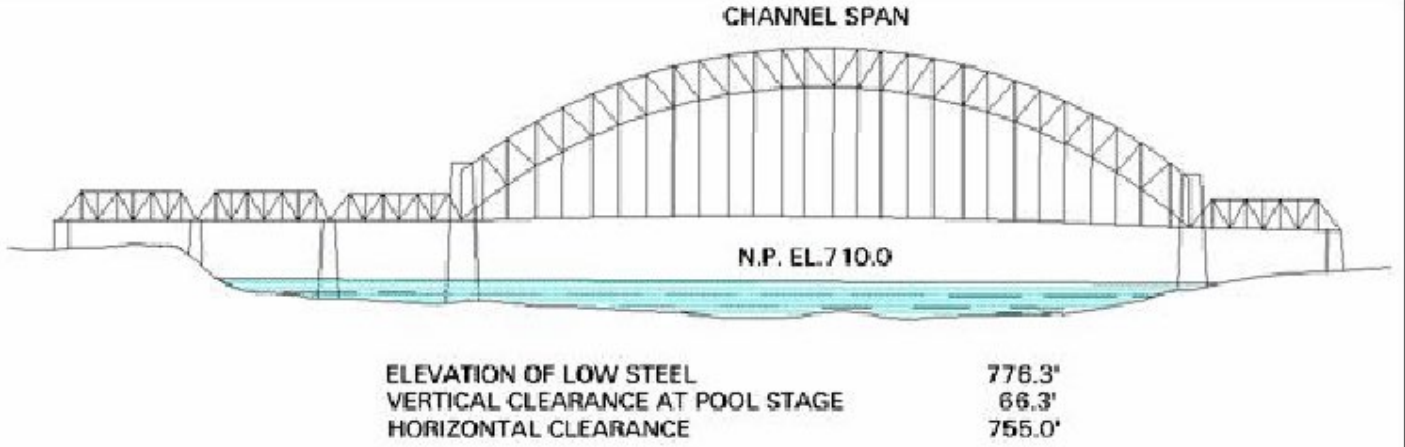 CHANNEL SPAN
N.P. EL.710.0
ELEVATION OF LOW STEEL 776.3'
VERTICAL CLEARANCE AT POOL STAGE 66.3'
HORIZONTAL CLEARANCE 755.0'